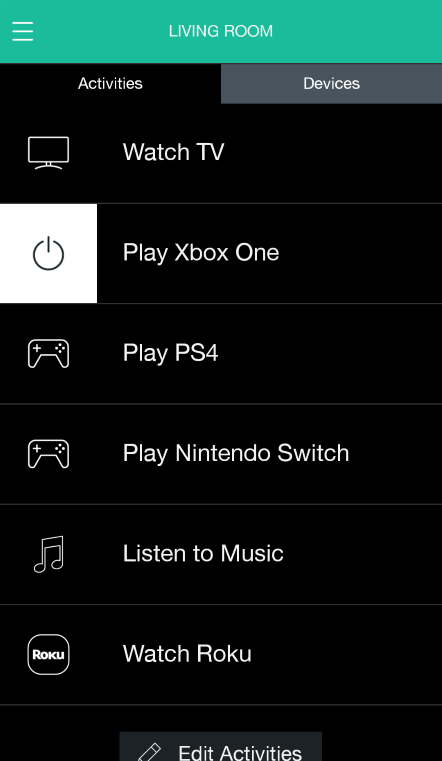 LIVING ROOM
Activities
Devices
Watch TV
Play Xbox One
Play PS4
Play Nintendo Switch
Listen to Music
Roku
Watch Roku
Edit Activities